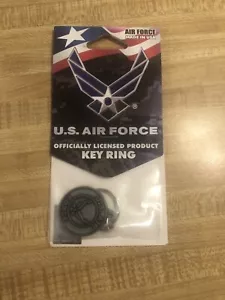 AIR FORCE
MADE IN USA
®
U.S. AIR FORCE
OFFICIALLY LICENSED PRODUCT
KEY RING